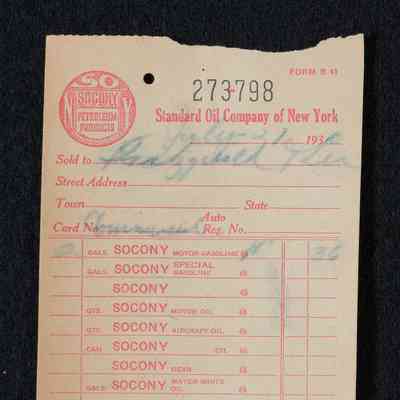 FORM B 41
SOCONY
PETROLEUM
PRODUCTS
273798
Standard Oil Company of New York
193
Sold to
Street Address
Town State
Auto
Card No. Reg. No.
GALS. SOCONY MOTOR GASOLINE @
GALS. SOCONY SPECIAL GASOLINE @
SOCONY @
QTS. SOCONY MOTOR OIL @
QTS. SOCONY AIRCRAFT OIL @
CAN SOCONY OIL @
SOCONY GEAR @
GALS. SOCONY WATER WHITE OIL @